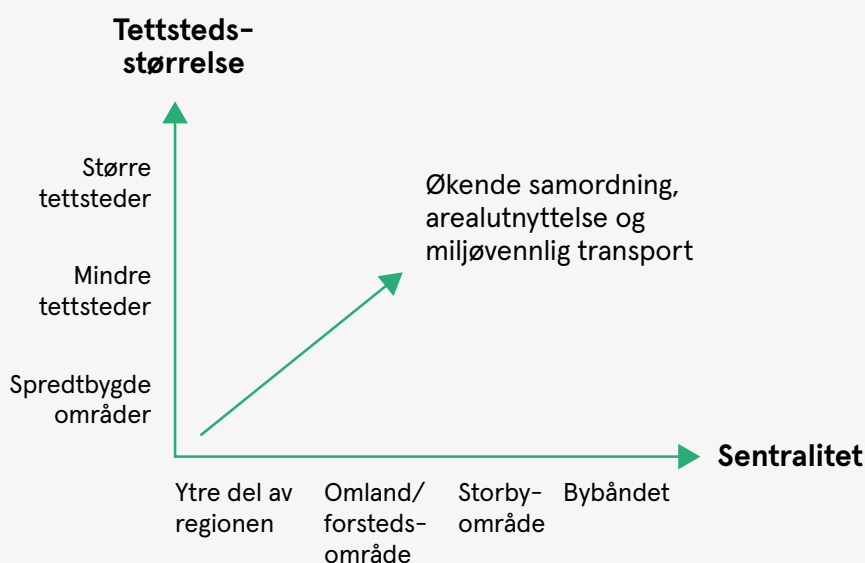 Tettsteds-
størrelse
Større
tettsteder
Økende samordning,
arealutnyttelse og
miljøvennlig transport
Mindre
tettsteder
Spredtbygde
områder
Sentralitet
Ytre del av
regionen
Omland/
forsteds-
område
Storby-
område
Bybåndet